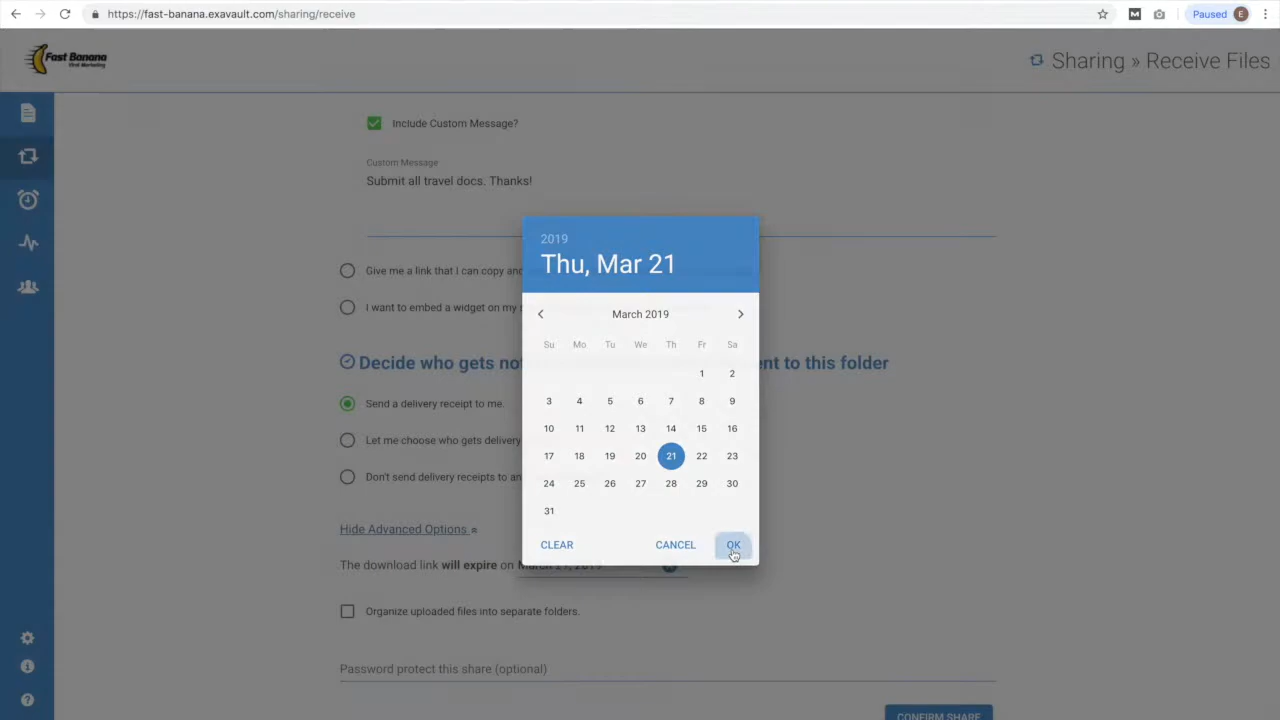 https://fast-banana.exavault.com/sharing/receive
Paused
E
Fast Banana
Viral Marketing
Sharing » Receive Files
Include Custom Message?
Custom Message
Submit all travel docs. Thanks!
2019
Thu, Mar 21
Give me a link that I can copy
I want to embed a widget on my
March 2019
Su Mo Tu We Th Fr Sa
1 2
3 4 5 6 7 8 9
10 11 12 13 14 15 16
17 18 19 20 21 22 23
24 25 26 27 28 29 30
31
CLEAR CANCEL OK
Decide who gets to this folder
Send a delivery receipt to me.
Let me choose who gets delivery
Don't send delivery receipts to
Hide Advanced Options
The download link will expire on March 21, 2019
Organize uploaded files into separate folders.
Password protect this share (optional)
CONFIRM SHARE